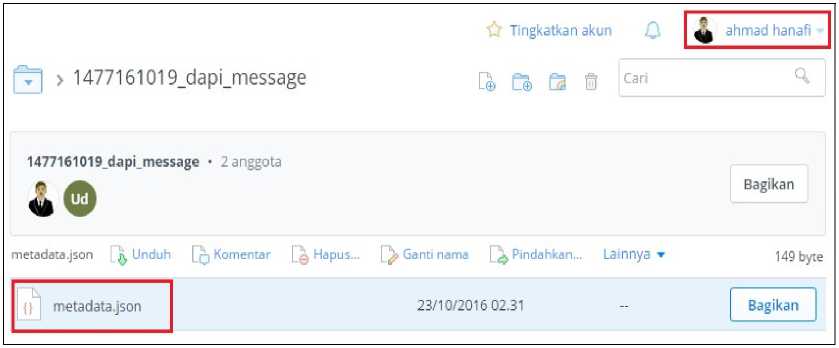 Tingkatkan akun
ahmad hanafi
1477161019_dapi_message
Cari
1477161019_dapi_message • 2 anggota
Ud
Bagikan
metadata.json Unduh Komentar Hapus... Ganti nama Pindahkan... Lainnya 149 byte
{} metadata.json 23/10/2016 02.31 -- Bagikan